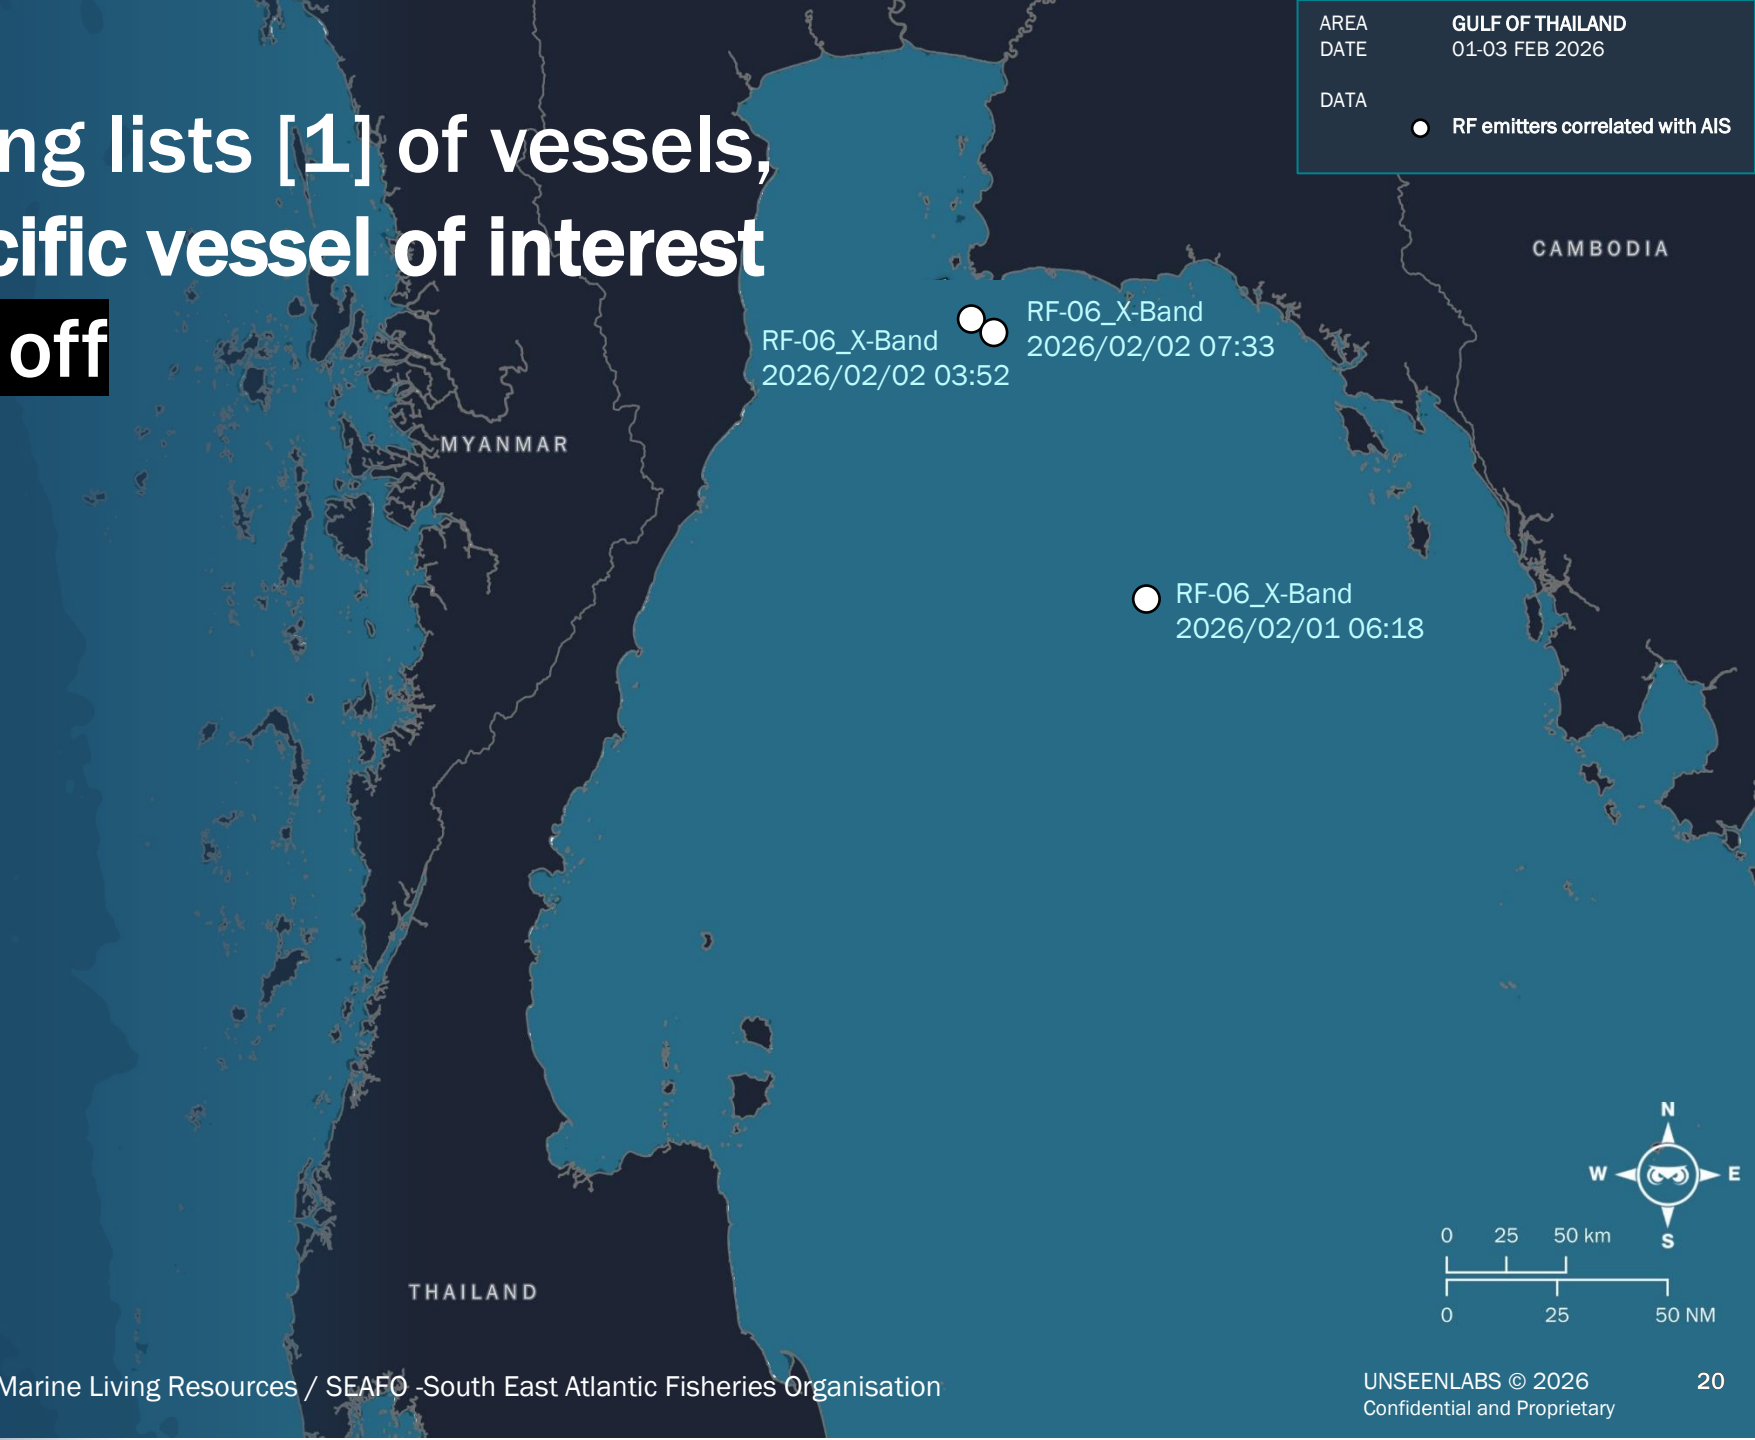 AREA GULF OF THAILAND
DATE 01-03 FEB 2026
DATA
RF emitters correlated with AIS
ng lists [1] of vessels,
cific vessel of interest
off
CAMBODIA
RF-06_X-Band
2026/02/02 07:33
RF-06_X-Band
2026/02/02 03:52
MYANMAR
RF-06_X-Band
2026/02/01 06:18
N
W E
S
0 25 50 km
0 25 50 NM
THAILAND
Marine Living Resources / SEAFO -South East Atlantic Fisheries Organisation
UNSEENLABS © 2026 20
Confidential and Proprietary